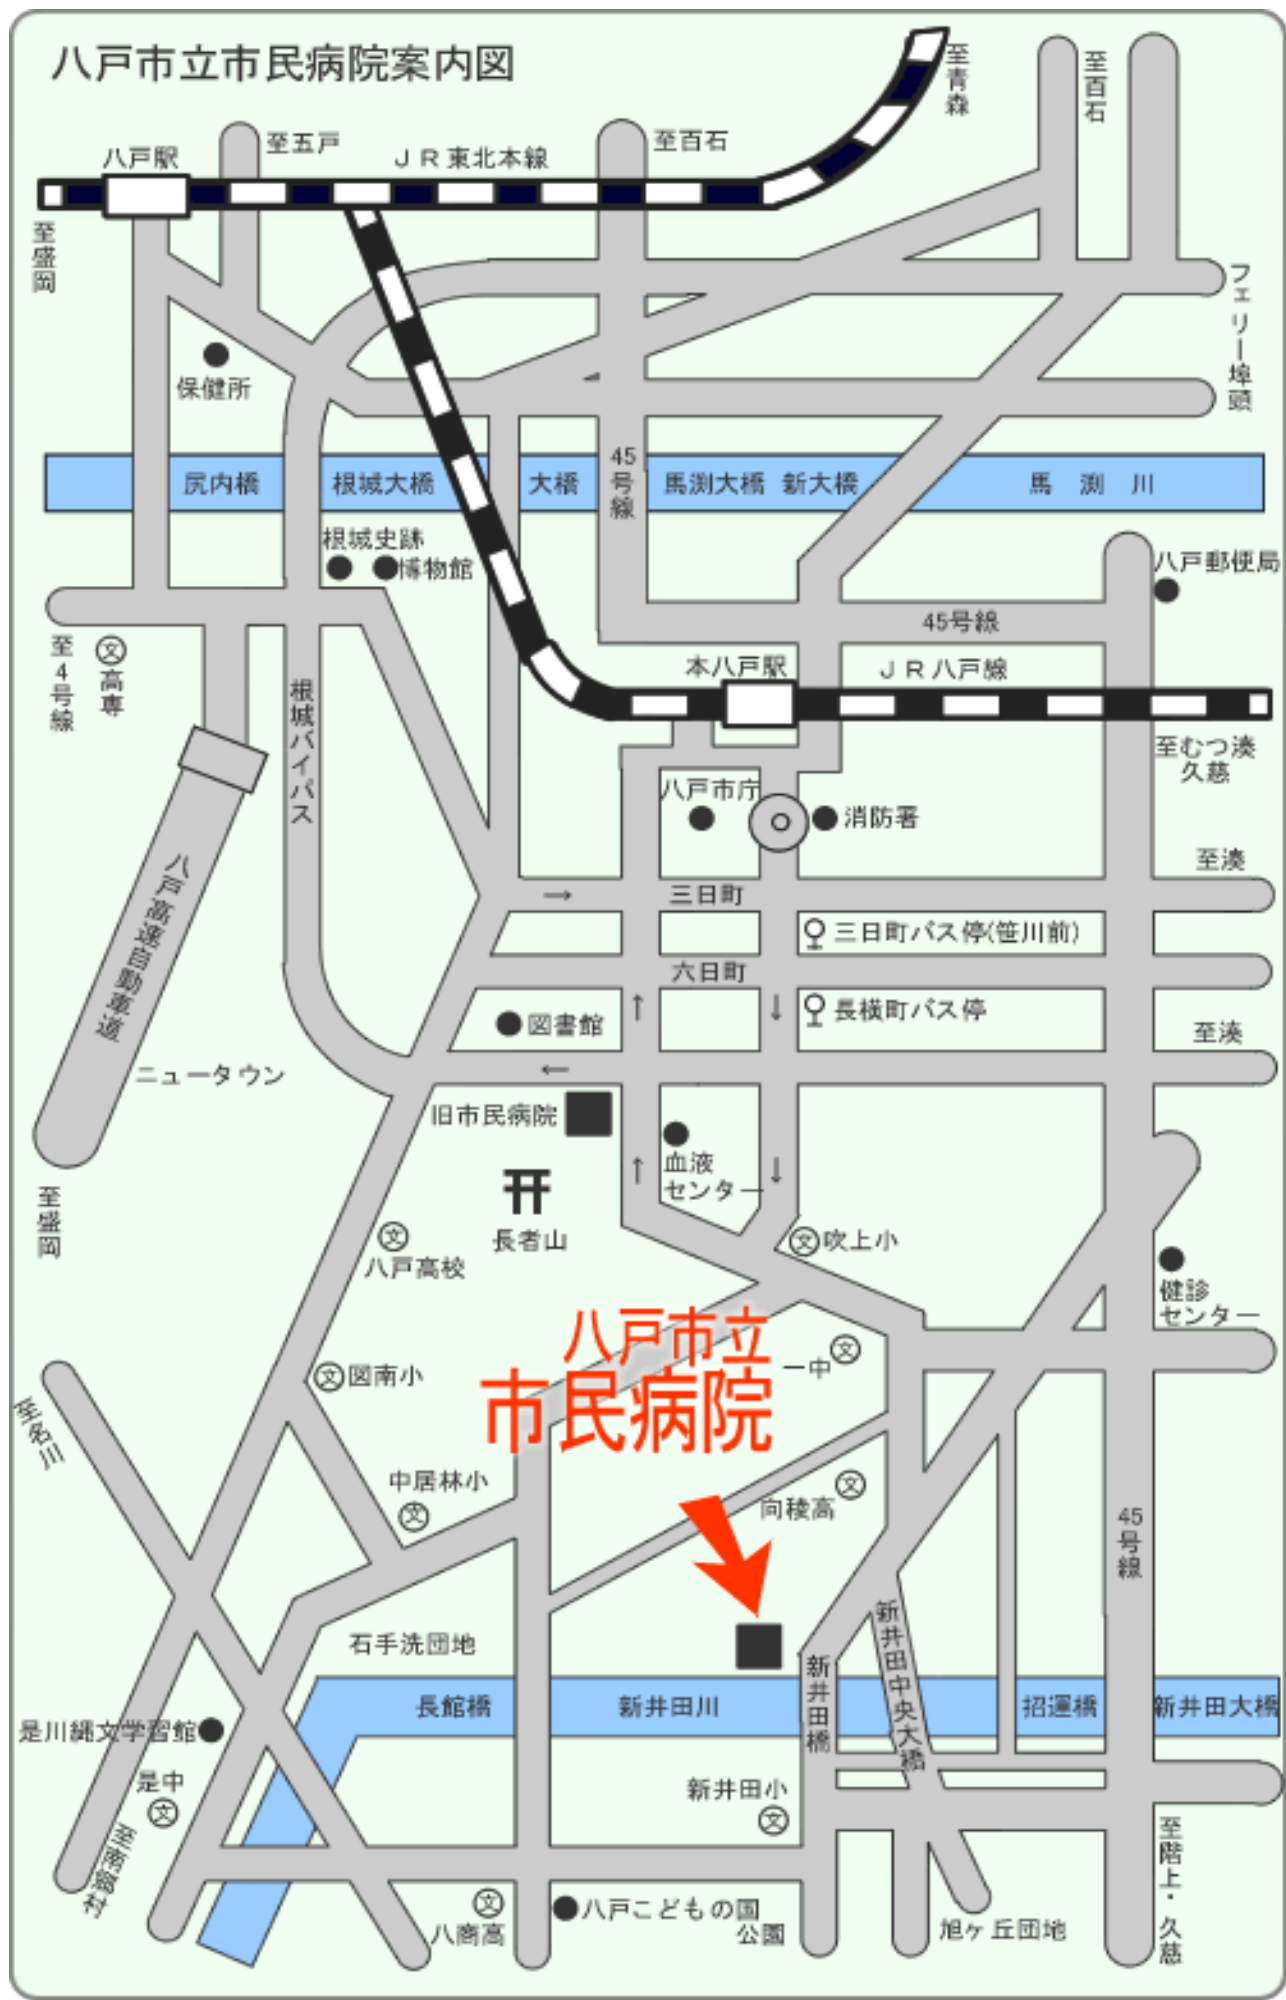 八戸市立市民病院案内図
至青森
至百石
八戸駅
至五戸
ＪＲ東北本線
至百石
至盛岡
フェリー埠頭
保健所
尻内橋
根城大橋
大橋
45号線
馬渕大橋
新大橋
馬渕川
根城史跡
博物館
八戸郵便局
45号線
至4号線
文
高専
本八戸駅
ＪＲ八戸線
根城バイパス
至むつ湊
久慈
八戸市庁
消防署
八戸高速自動車道
→
三日町
至湊
三日町バス停(笹川前)
六日町
図書館
↑
↓
長横町バス停
至湊
←
ニュータウン
旧市民病院
血液
センター
↑
↓
至盛岡
長者山
文
八戸高校
文吹上小
健診
センター
八戸市立
市民病院
一中文
文図南小
至名川
中居林小
文
向稜高
文
45号線
石手洗団地
新井田中央大橋
新井田橋
長館橋
新井田川
招運橋
新井田大橋
是川縄文学習館
是中
文
新井田小
文
至南郷村
文
八商高
八戸こどもの国
公園
旭ヶ丘団地
至階上・久慈